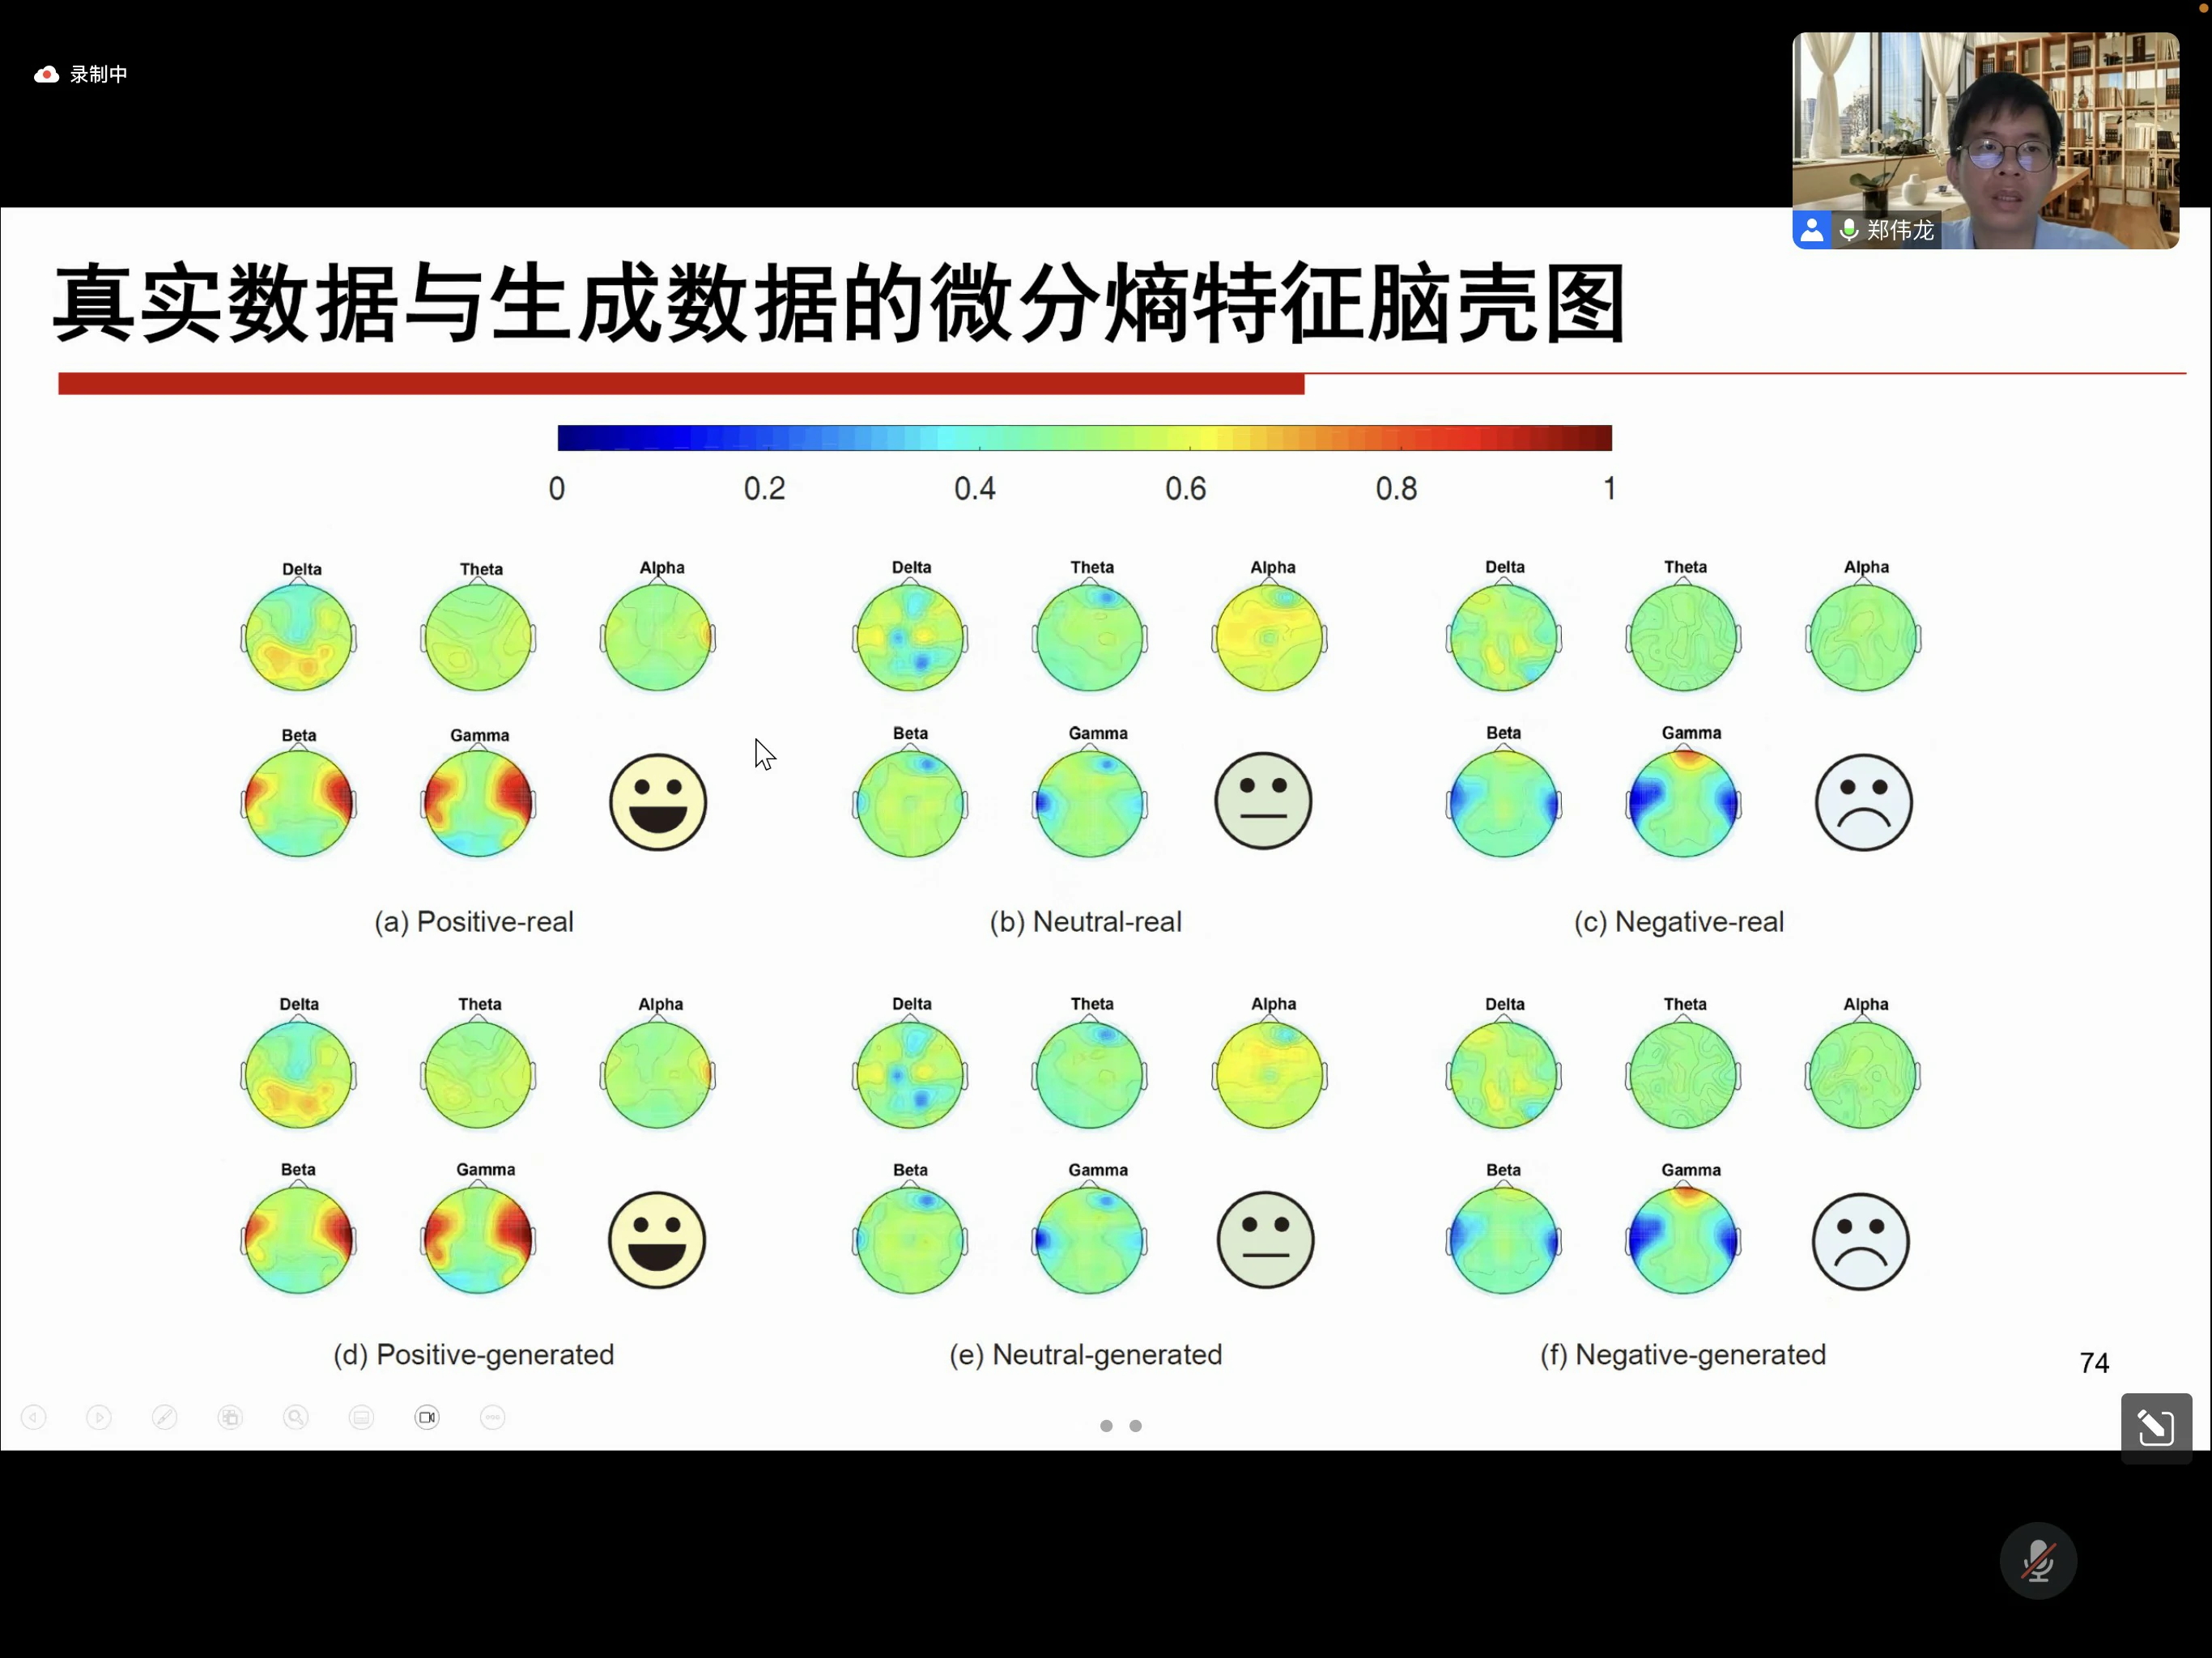 录制中
郑伟龙
真实数据与生成数据的微分熵特征脑壳图
0 0.2 0.4 0.6 0.8 1
Delta Theta Alpha
Beta Gamma
(a) Positive-real
Delta Theta Alpha
Beta Gamma
(b) Neutral-real
Delta Theta Alpha
Beta Gamma
(c) Negative-real
Delta Theta Alpha
Beta Gamma
(d) Positive-generated
Delta Theta Alpha
Beta Gamma
(e) Neutral-generated
Delta Theta Alpha
Beta Gamma
(f) Negative-generated
74